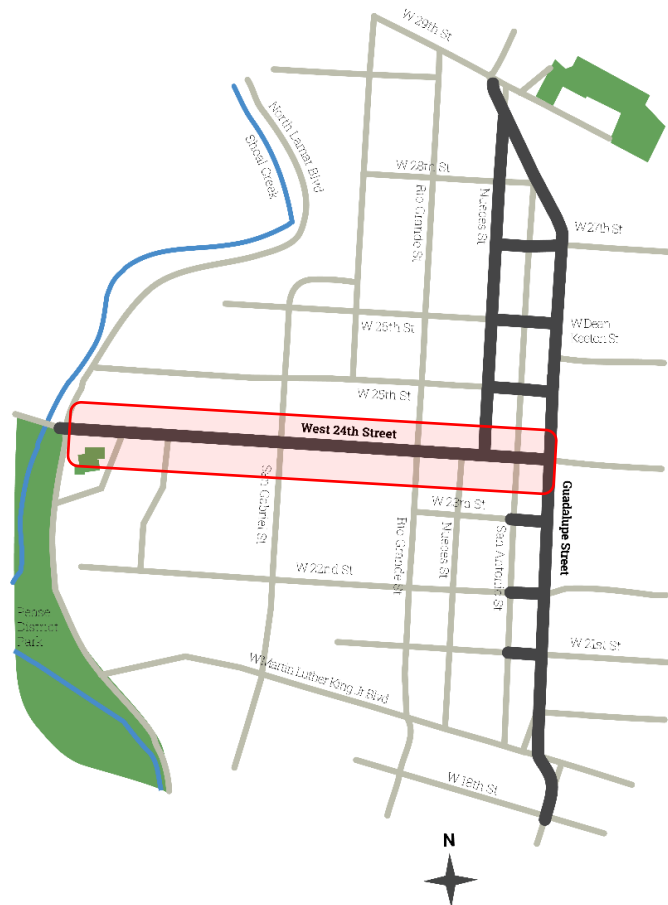 W 29th St
North Lamar Blvd
Shoal Creek
W 28rd St
Rio Grande St
Nueces St
W 27th St
W Dean
Keeton St
W 26th St
W 25th St
West 24th Street
San Gabriel St
Rio Grande St
Nueces St
W 23rd St
San Antonio St
Guadalupe Street
W 22nd St
Pease
District
Park
W 21st St
W Martin Luther King Jr Blvd
W 18th St
N